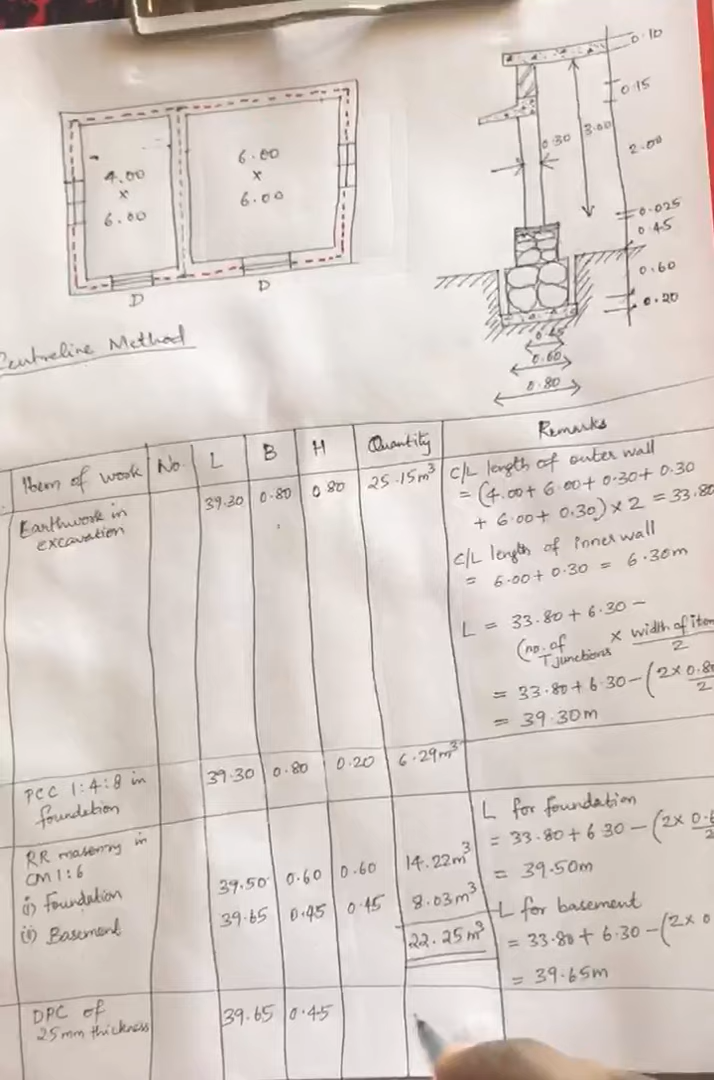 4.00
x
6.00
6.00
x
6.00
D
D
0.10
0.15
0.30
3.00
2.00
0.025
0.45
0.60
0.20
0.45
0.60
0.80
Centreline Method
Item of work No. L B H Quantity Remarks
Earthwork in
excavation
39.30 0.80 0.80 25.15m³
C/L length of outer wall
= (4.00+6.00+0.30+0.30
+ 6.00+0.30)×2 = 33.80
C/L length of inner wall
= 6.00+0.30 = 6.30m
L = 33.80+6.30-
(no. of T junctions × width of item/2
= 33.80+6.30-(2×0.80/2
= 39.30m
PCC 1:4:8 in
foundation
39.30 0.80 0.20 6.29m³
RR masonry in
CM 1:6
(i) Foundation 39.50 0.60 0.60 14.22m³
(ii) Basement 39.65 0.45 0.45 8.03m³
22.25m³
L for foundation
= 33.80+6.30-(2×0.6/2
= 39.50m
L for basement
= 33.80+6.30-(2×0
= 39.65m
DPC of
25mm thickness
39.65 0.45